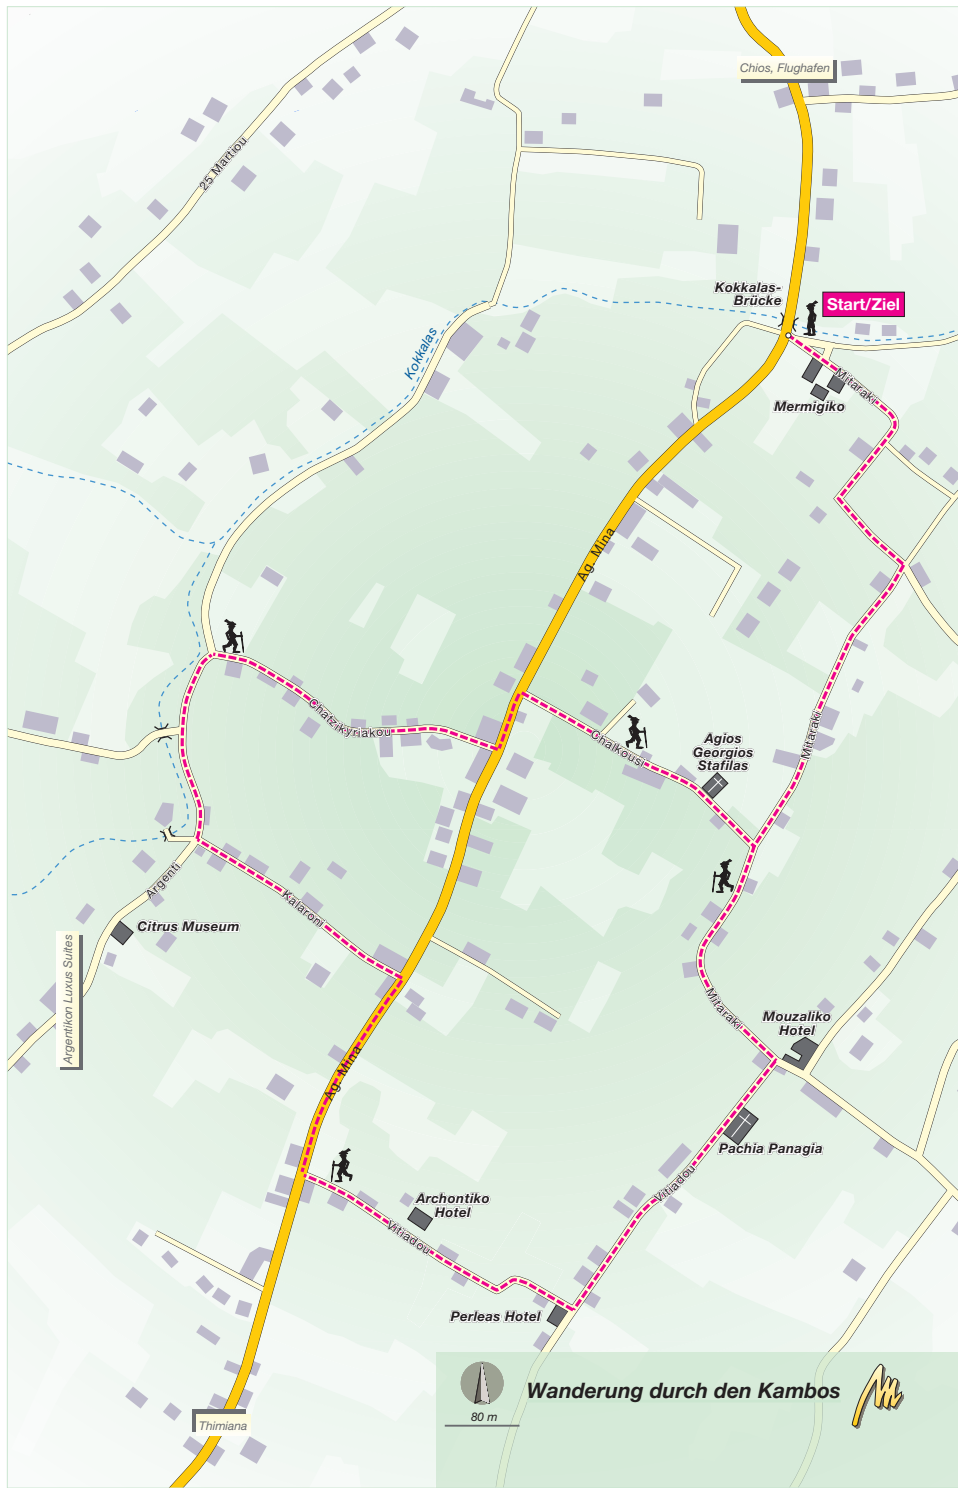 Chios, Flughafen
25 Martiou
Kokkalas-
Brücke
Start/Ziel
Kokkalas
Mitaraki
Mermigiko
Ag. Mina
Chatzikyriakou
Chalkousi
Agios
Georgios
Stafilas
Mitaraki
Argenti
Kalaroni
Citrus Museum
Argentikon Luxus Suites
Mitaraki
Mouzaliko
Hotel
Ag. Mina
Pachia Panagia
Vitiadou
Archontiko
Hotel
Vitiadou
Perleas Hotel
Wanderung durch den Kambos
80 m
Thimiana